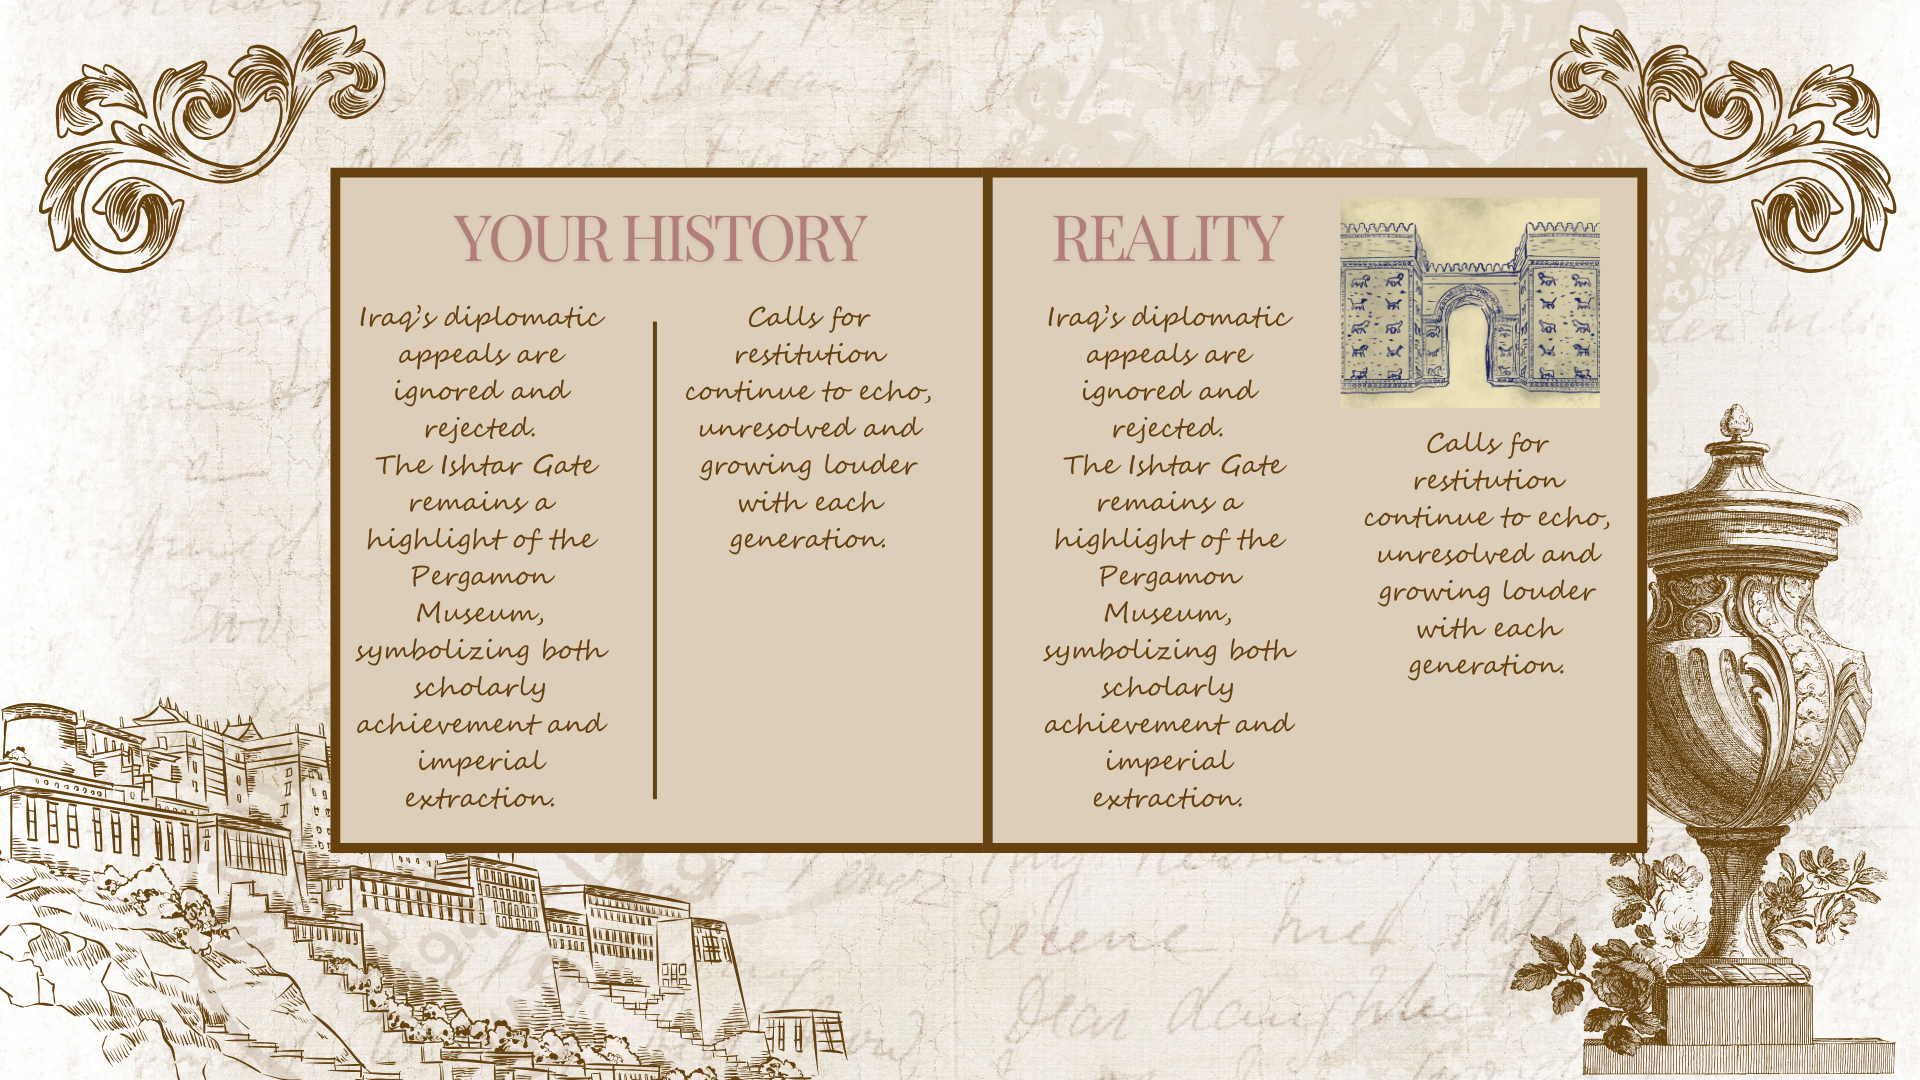 YOUR HISTORY
Iraq's diplomatic
appeals are
ignored and
rejected.
The Ishtar Gate
remains a
highlight of the
Pergamon
Museum,
symbolizing both
scholarly
achievement and
imperial
extraction.
Calls for
restitution
continue to echo,
unresolved and
growing louder
with each
generation.
REALITY
Iraq's diplomatic
appeals are
ignored and
rejected.
The Ishtar Gate
remains a
highlight of the
Pergamon
Museum,
symbolizing both
scholarly
achievement and
imperial
extraction.
Calls for
restitution
continue to echo,
unresolved and
growing louder
with each
generation.
Dear daughter